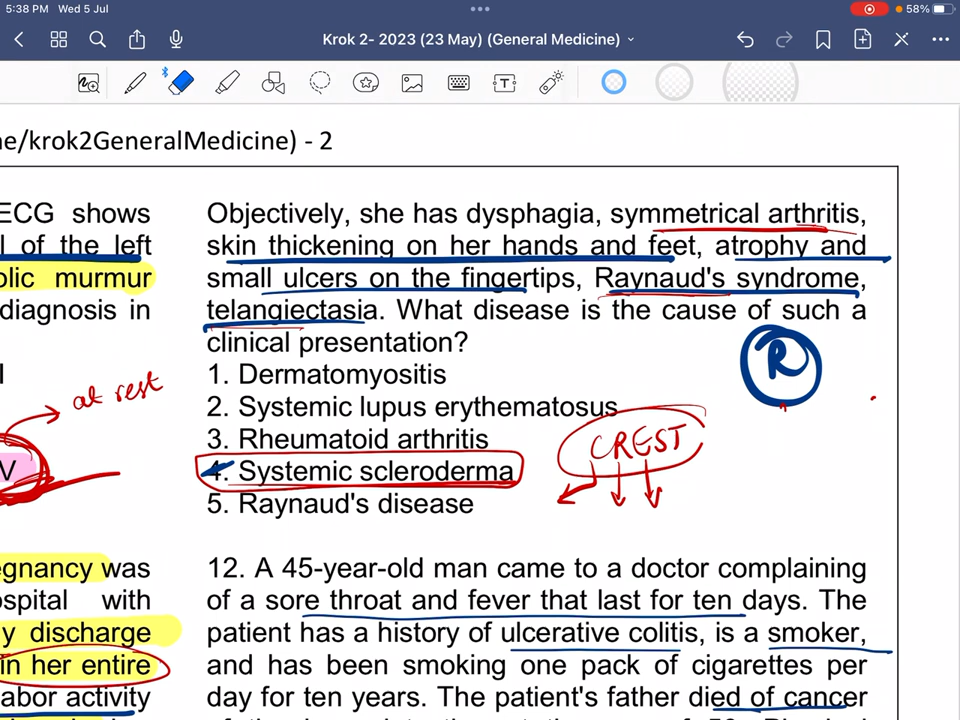 5:38 PM Wed 5 Jul
58%
Krok 2- 2023 (23 May) (General Medicine)
ne/krok2GeneralMedicine) - 2
ECG shows
l of the left
olic murmur
diagnosis in
l
at rest
V
egnancy was
ospital with
y discharge
in her entire
labor activity
Objectively, she has dysphagia, symmetrical arthritis,
skin thickening on her hands and feet, atrophy and
small ulcers on the fingertips, Raynaud's syndrome,
telangiectasia. What disease is the cause of such a
clinical presentation?
1. Dermatomyositis
2. Systemic lupus erythematosus
3. Rheumatoid arthritis
4. Systemic scleroderma
5. Raynaud's disease
R
CREST
12. A 45-year-old man came to a doctor complaining
of a sore throat and fever that last for ten days. The
patient has a history of ulcerative colitis, is a smoker,
and has been smoking one pack of cigarettes per
day for ten years. The patient's father died of cancer